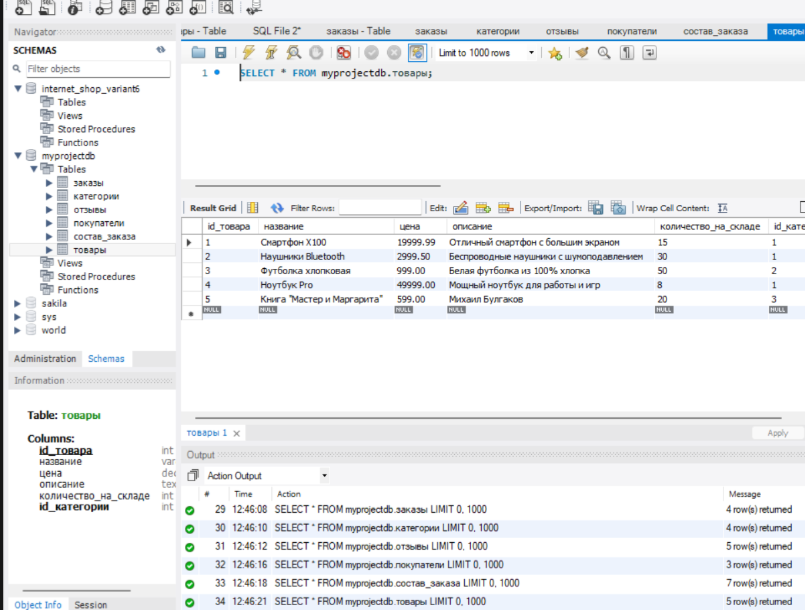 Navigator
ры - Table SQL File 2* заказы - Table заказы категории отзывы покупатели состав_заказа товары
SCHEMAS
Filter objects
Limit to 1000 rows
1 SELECT * FROM myprojectdb.товары;
internet_shop_variant6
Tables
Views
Stored Procedures
Functions
myprojectdb
Tables
заказы
категории
отзывы
покупатели
состав_заказа
товары
Views
Stored Procedures
Functions
sakila
sys
world
Administration Schemas
Result Grid Filter Rows: Edit: Export/Import: Wrap Cell Content: IA
id_товара название цена описание количество_на_складе id_кате
1 Смартфон X100 19999.99 Отличный смартфон с большим экраном 15 1
2 Наушники Bluetooth 2999.50 Беспроводные наушники с шумоподавлением 30 1
3 Футболка хлопковая 999.00 Белая футболка из 100% хлопка 50 2
4 Ноутбук Pro 49999.00 Мощный ноутбук для работы и игр 8 1
5 Книга "Мастер и Маргарита" 599.00 Михаил Булгаков 20 3
NULL NULL NULL NULL NULL NULL
Information
Table: товары
Columns:
id_товара int
название var
цена dec
описание tex
количество_на_складе int
id_категории int
Object Info Session
товары 1 Apply
Output
Action Output
# Time Action Message
29 12:46:08 SELECT * FROM myprojectdb.заказы LIMIT 0, 1000 4 row(s) returned
30 12:46:10 SELECT * FROM myprojectdb.категории LIMIT 0, 1000 4 row(s) returned
31 12:46:12 SELECT * FROM myprojectdb.отзывы LIMIT 0, 1000 5 row(s) returned
32 12:46:16 SELECT * FROM myprojectdb.покупатели LIMIT 0, 1000 3 row(s) returned
33 12:46:18 SELECT * FROM myprojectdb.состав_заказа LIMIT 0, 1000 7 row(s) returned
34 12:46:21 SELECT * FROM myprojectdb.товары LIMIT 0, 1000 5 row(s) returned